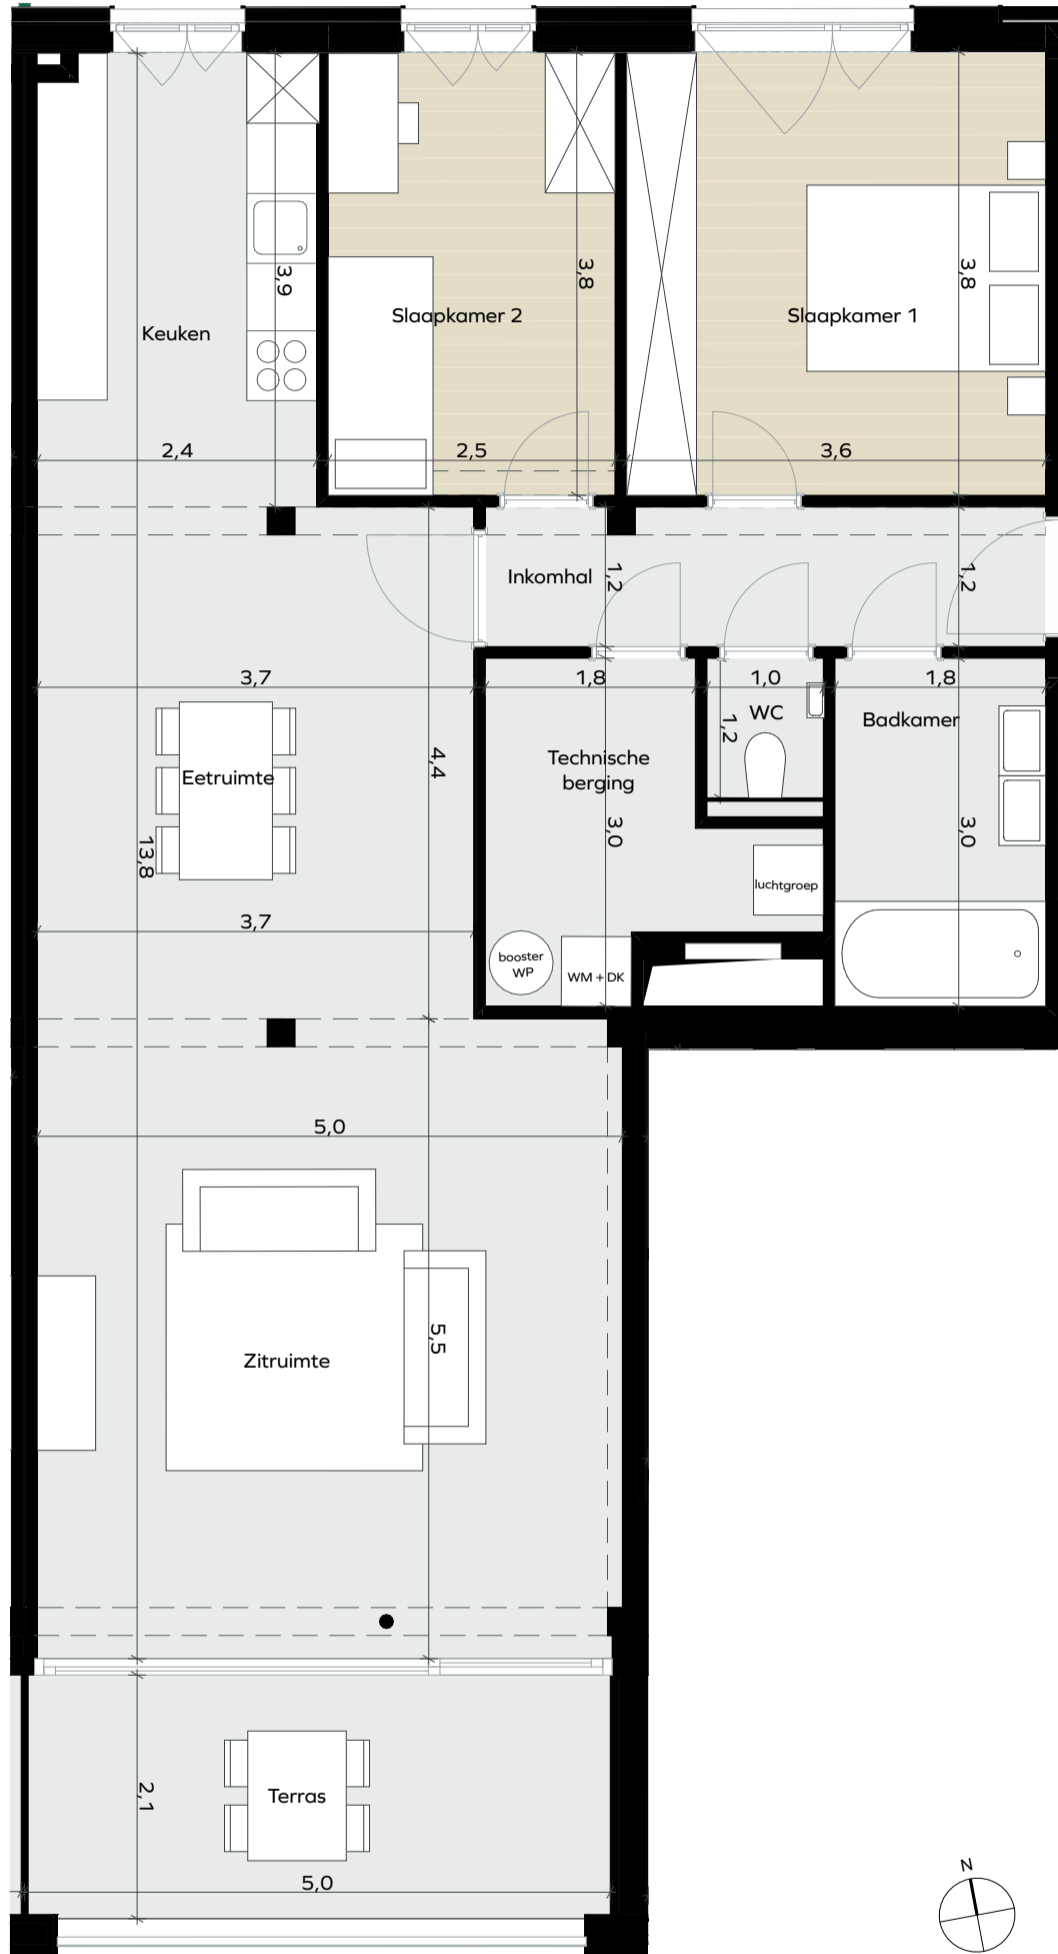 3,9
3,8
3,8
Keuken
Slaapkamer 2
Slaapkamer 1
2,4
2,5
3,6
Inkomhal
1,2
1,2
3,7
1,8
1,0
1,8
WC
1,2
Badkamer
Technische
berging
Eetruimte
4,4
13,8
3,0
3,0
luchtgroep
3,7
booster
WP
WM + DK
5,0
5,5
Zitruimte
Terras
2,1
5,0
N